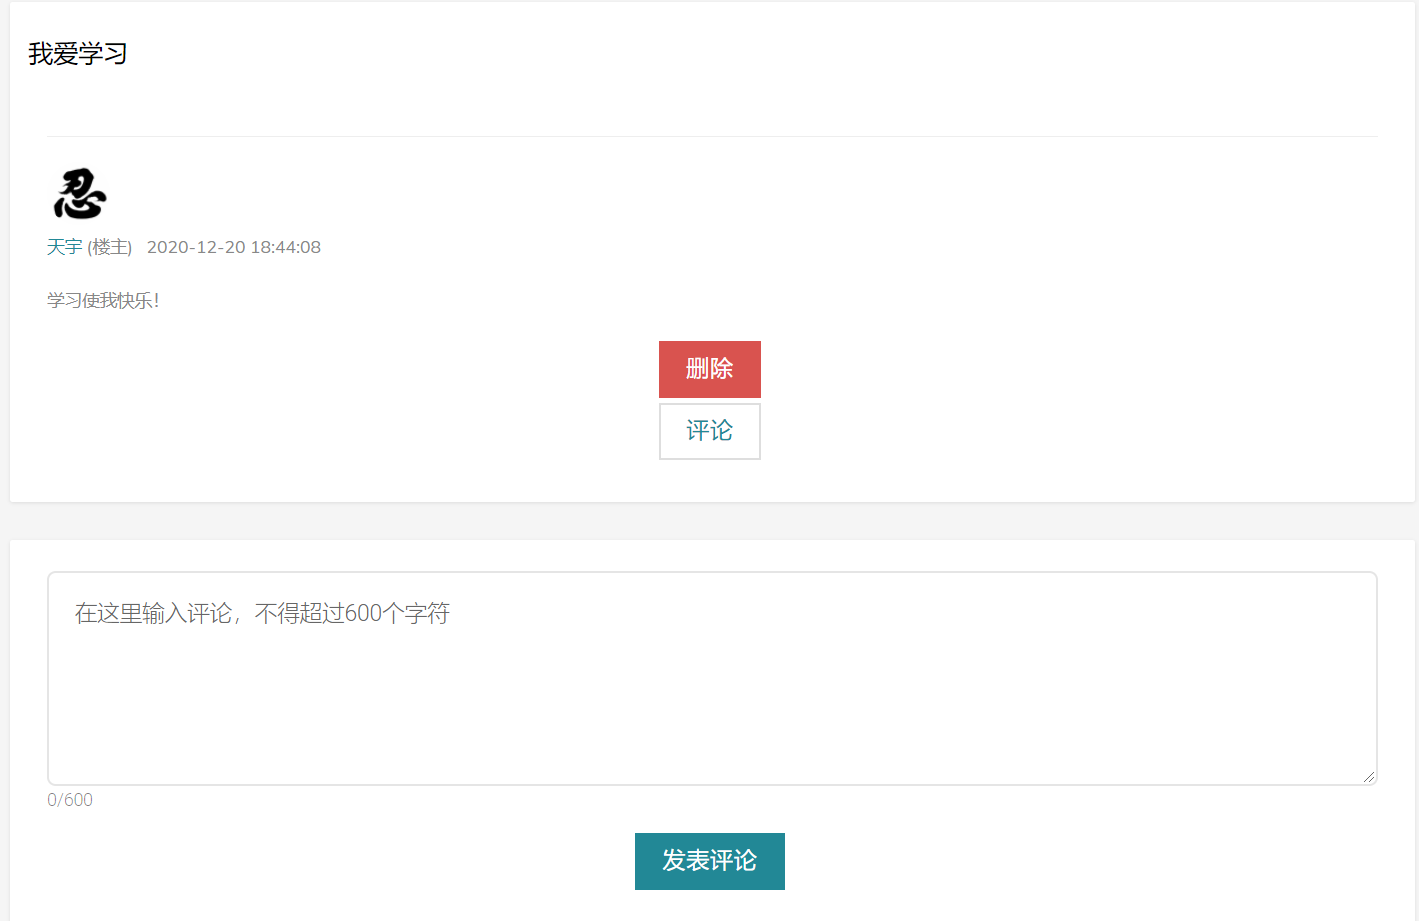 我爱学习
忍
天宇 (楼主) 2020-12-20 18:44:08
学习使我快乐！
删除
评论
在这里输入评论，不得超过600个字符
0/600
发表评论